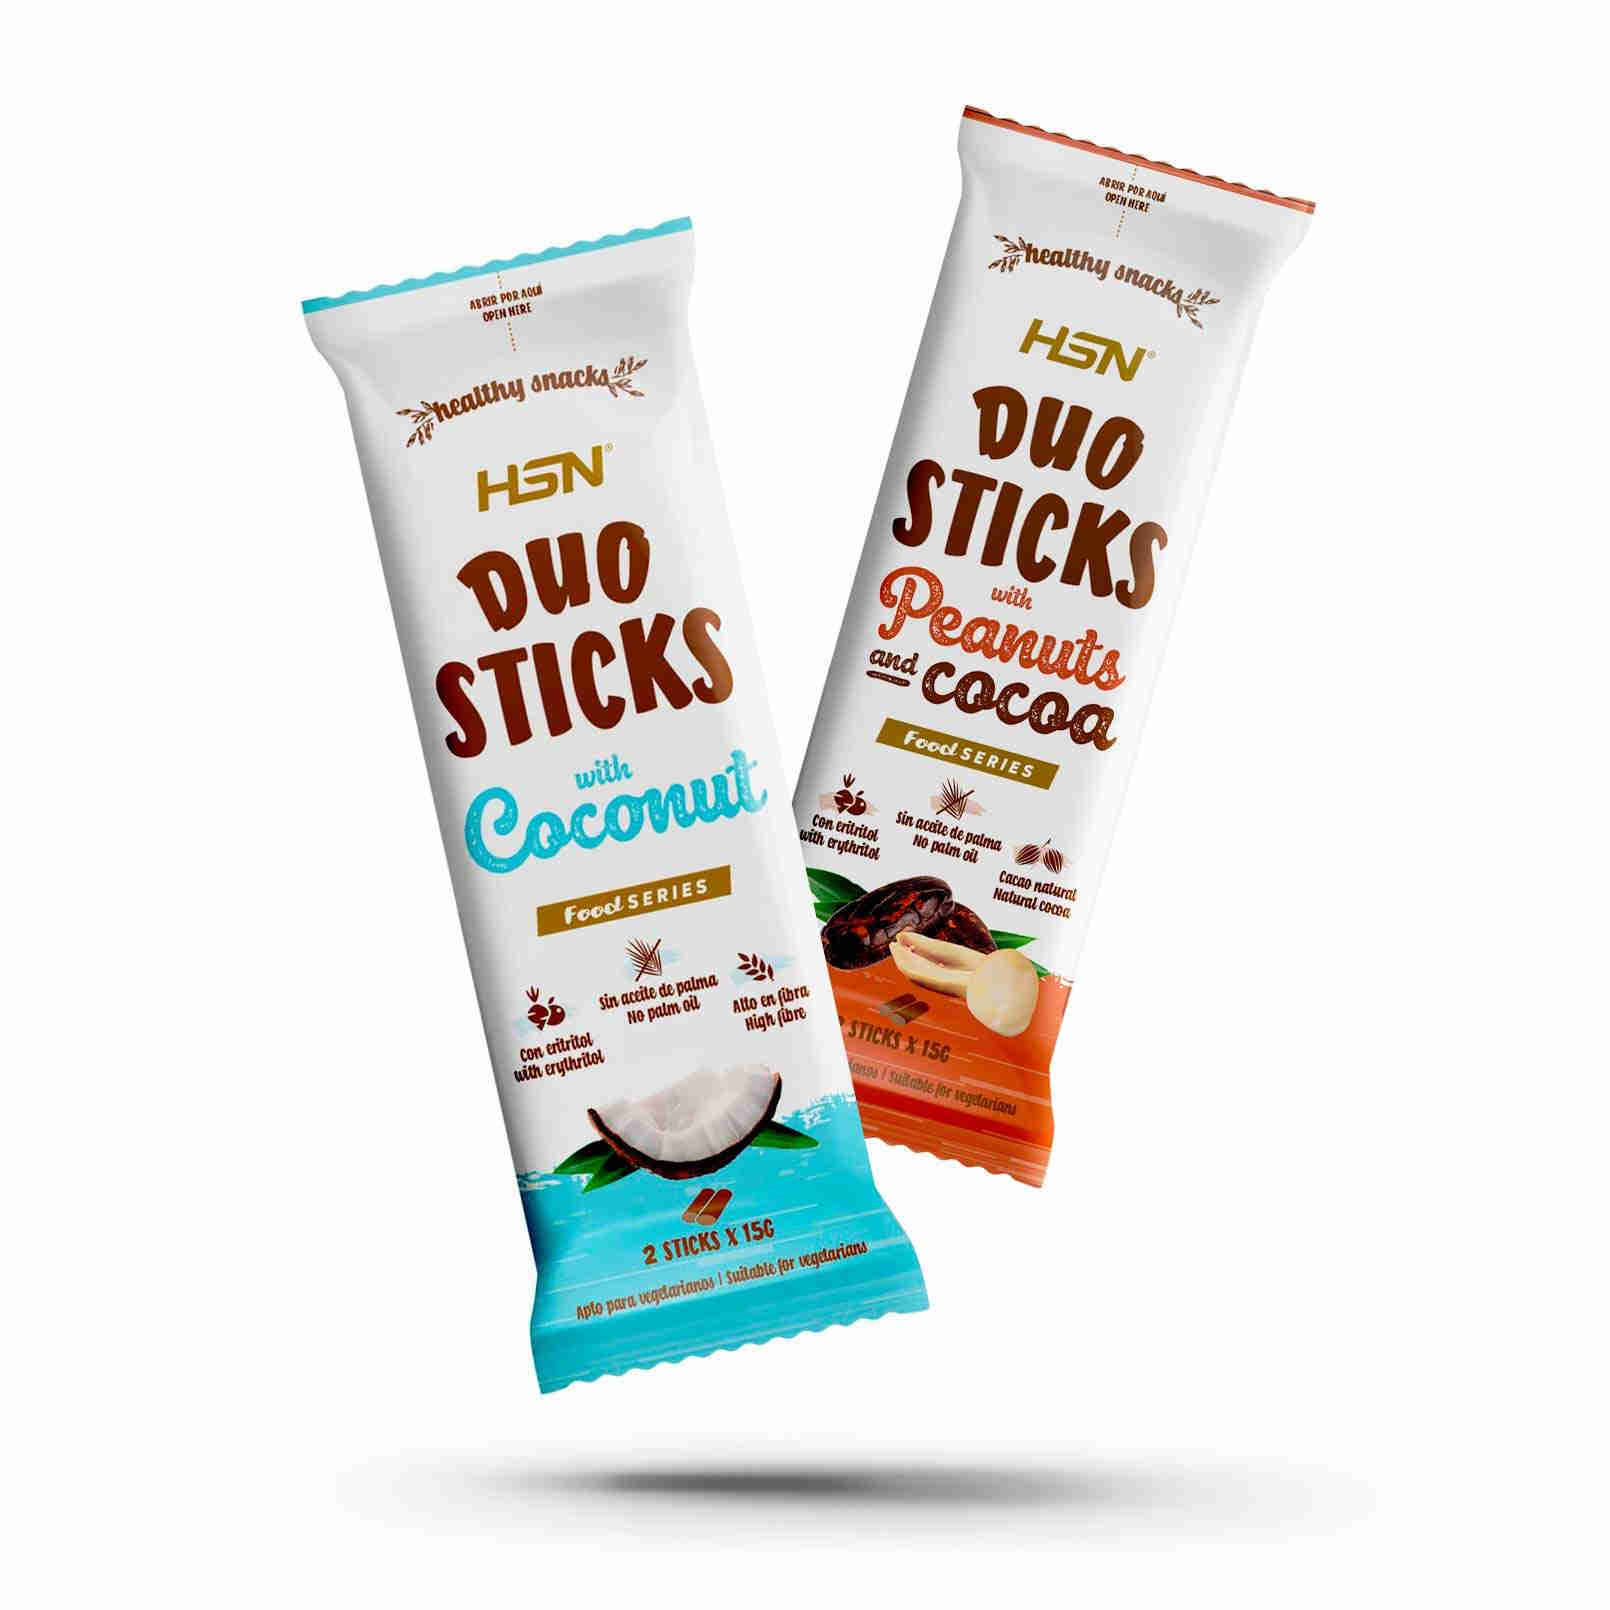 ABRIR POR AQUÍ
OPEN HERE
healthy snacks
HSN®
DUO
STICKS
with
Coconut
Food SERIES
Con eritritol
with erythritol
Sin aceite de palma
No palm oil
Alto en fibra
High fibre
2 STICKS X 15G
Apto para vegetarianos | Suitable for vegetarians
ABRIR POR AQUÍ
OPEN HERE
healthy snacks
HSN®
DUO
STICKS
with
Peanuts
and cocoa
Food SERIES
Con eritritol
with erythritol
Sin aceite de palma
No palm oil
Cacao natural
Natural cocoa
STICKS X 15G
| Suitable for vegetarians